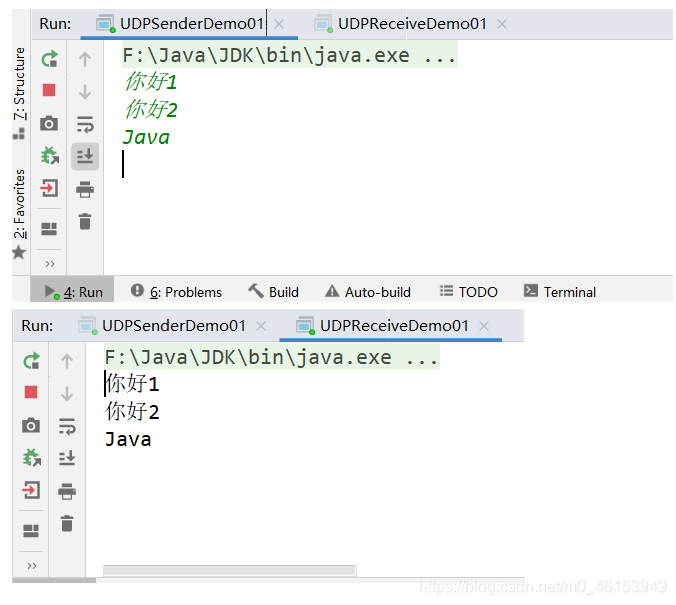 Run: UDPSenderDemo01 UDPReceiveDemo01
7: Structure
2: Favorites
F:\Java\JDK\bin\java.exe ...
你好1
你好2
Java
4: Run 6: Problems Build Auto-build TODO Terminal
Run: UDPSenderDemo01 UDPReceiveDemo01
F:\Java\JDK\bin\java.exe ...
你好1
你好2
Java
https://blog.csdn.net/m0_46153949